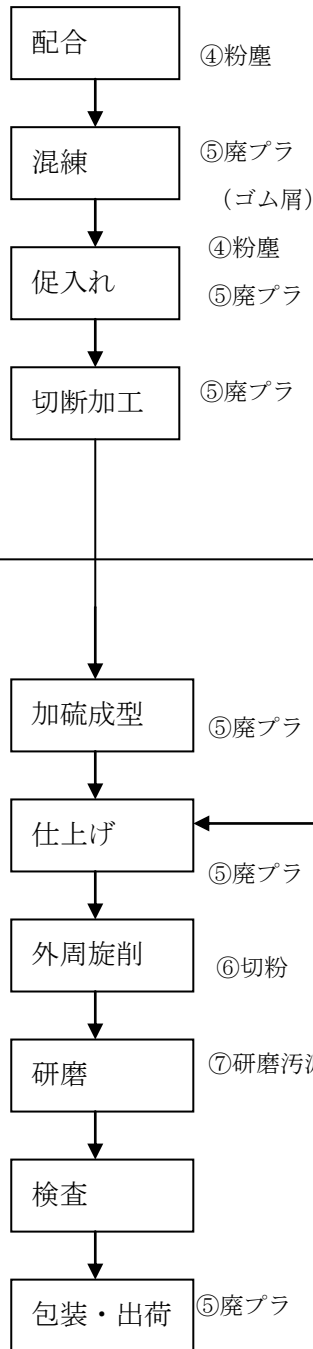 配合
④粉塵
混練
⑤廃プラ
（ゴム屑）
④粉塵
促入れ
⑤廃プラ
切断加工
⑤廃プラ
加硫成型
⑤廃プラ
仕上げ
⑤廃プラ
外周旋削
⑥切粉
研磨
⑦研磨汚
検査
包装・出荷
⑤廃プラ